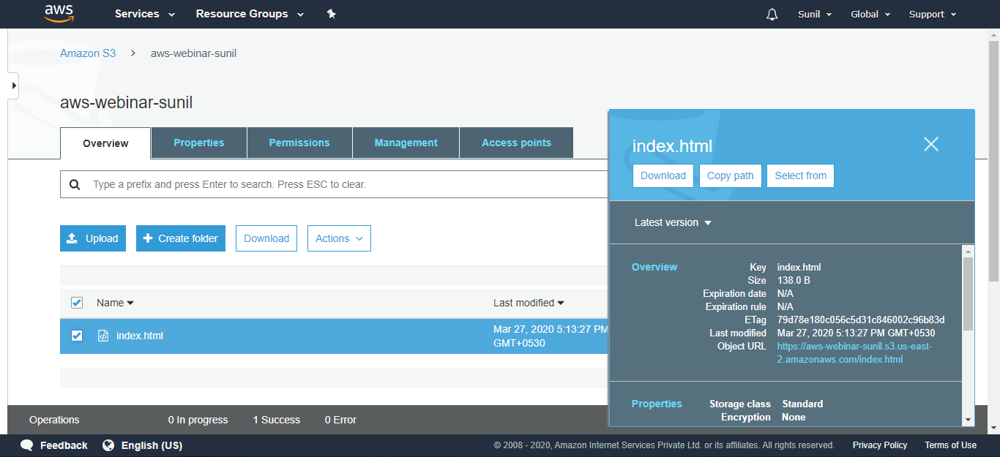 aws Services Resource Groups Sunil Global Support
Amazon S3 > aws-webinar-sunil
aws-webinar-sunil
Overview Properties Permissions Management Access points
Type a prefix and press Enter to search. Press ESC to clear.
Upload Create folder Download Actions
Name Last modified
index.html Mar 27, 2020 5:13:27 PM
GMT+0530
index.html
Download Copy path Select from
Latest version
Overview Key index.html
Size 138.0 B
Expiration date N/A
Expiration rule N/A
ETag 79d78e180c056c5d31c846002c96b83d
Last modified Mar 27, 2020 5:13:27 PM GMT+0530
Object URL https://aws-webinar-sunil.s3.us-east-
2.amazonaws.com/index.html
Properties Storage class Standard
Encryption None
Operations 0 In progress 1 Success 0 Error
Feedback English (US) © 2008 - 2020, Amazon Internet Services Private Ltd. or its affiliates. All rights reserved. Privacy Policy Terms of Use